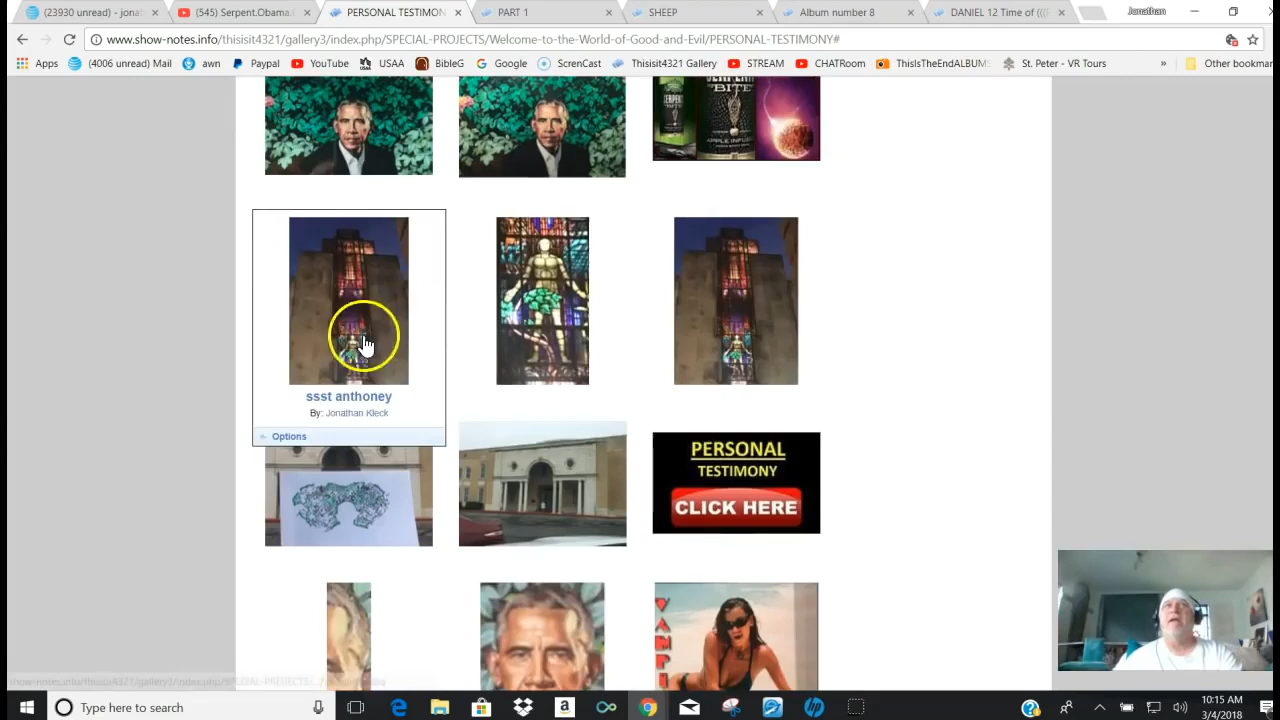 (23930 unread) - jona
(545) Serpent.Obama.
PERSONAL TESTIMON
PART 1
SHEEP
Album number 8
DANIEL 12 Time of (((
Jonathan
www.show-notes.info/thisisit4321/gallery3/index.php/SPECIAL-PROJECTS/Welcome-to-the-World-of-Good-and-Evil/PERSONAL-TESTIMONY#
Apps
(4006 unread) Mail
awn
Paypal
YouTube
USAA
BibleG
Google
ScrenCast
Thisisit4321 Gallery
STREAM
CHATRoom
ThisIsTheEndALBUM
St. Peter - VR Tours
»
Other bookmar
BITE
APPLE INFU
ssst anthoney
By: Jonathan Kleck
Options
PERSONAL
TESTIMONY
CLICK HERE
VAMPI
Type here to search
10:15 AM
3/4/2018